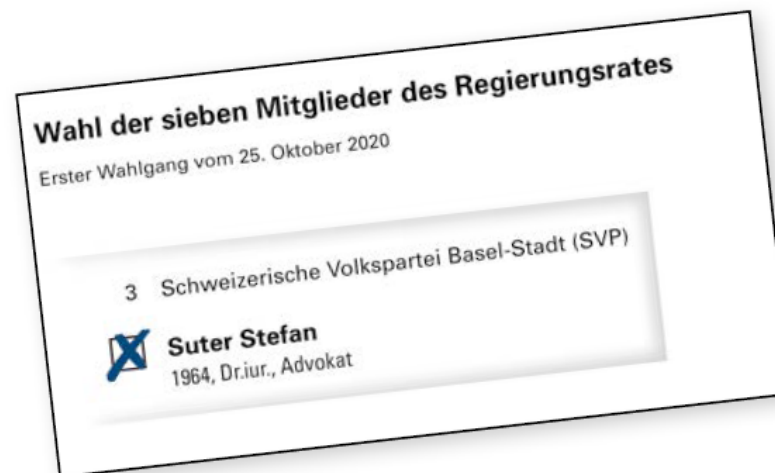 Wahl der sieben Mitglieder des Regierungsrates
Erster Wahlgang vom 25. Oktober 2020
3 Schweizerische Volkspartei Basel-Stadt (SVP)
Suter Stefan
1964, Dr.iur., Advokat